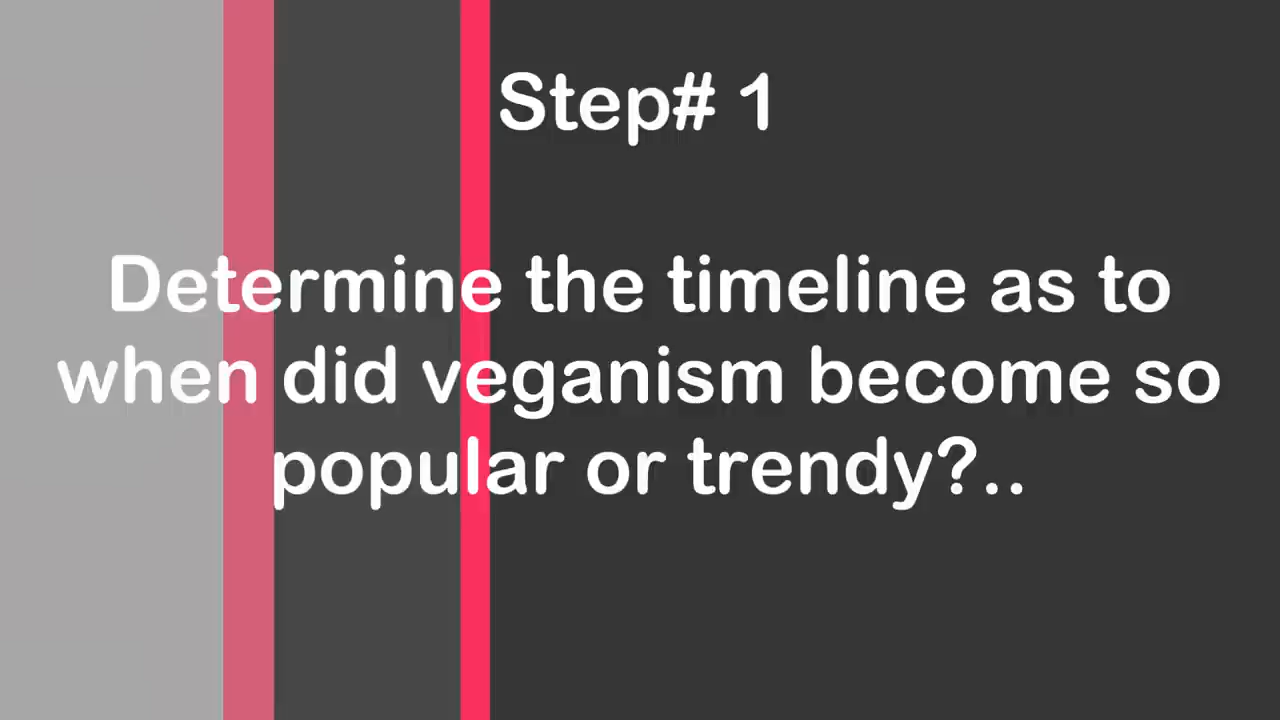 Step# 1
Determine the timeline as to
when did veganism become so
popular or trendy?..